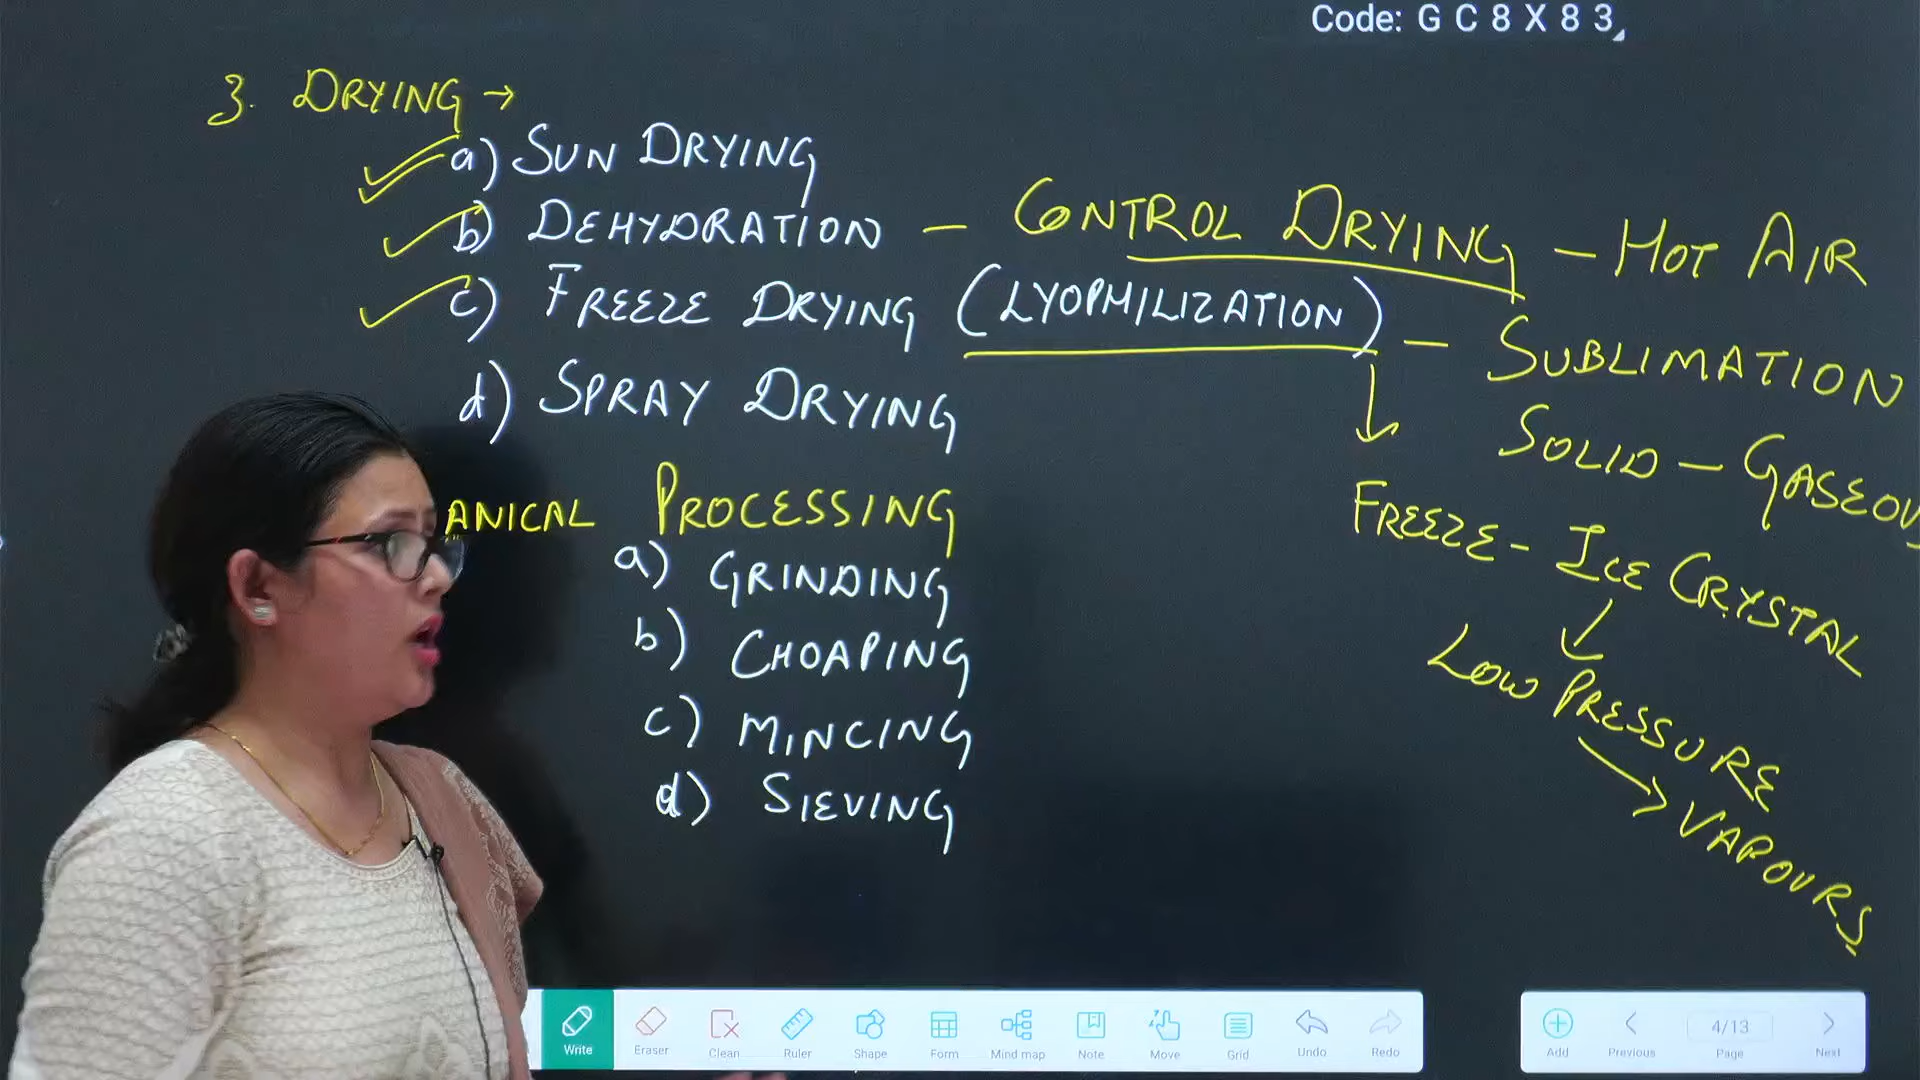 Code: G C 8 X 8 3
3. DRYING →
a) SUN DRYING
b) DEHYDRATION — CONTROL DRYING — HOT AIR
c) FREEZE DRYING (LYOPHILIZATION) — SUBLIMATION
SOLID — GASEOU
d) SPRAY DRYING
FREEZE - ICE CRYSTAL
LOW PRESSURE
→ VAPOURS
ANICAL PROCESSING
a) GRINDING
b) CHOAPING
c) MINCING
d) SIEVING
Write Eraser Clean Ruler Shape Form Mind map Note Move Grid Undo Redo
Add Previous 4/13 Page Next